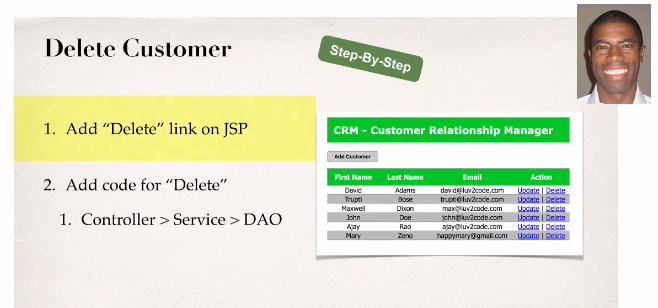 Delete Customer
Step-By-Step
1. Add “Delete” link on JSP
2. Add code for “Delete”
1. Controller > Service > DAO
CRM - Customer Relationship Manager
Add Customer
First Name Last Name Email Action
David Adams david@luv2code.com Update | Delete
Trupti Bose trupti@luv2code.com Update | Delete
Maxwell Dixon max@luv2code.com Update | Delete
John Doe john@luv2code.com Update | Delete
Ajay Rao ajay@luv2code.com Update | Delete
Mary Zeno happymary@gmail.com Update | Delete